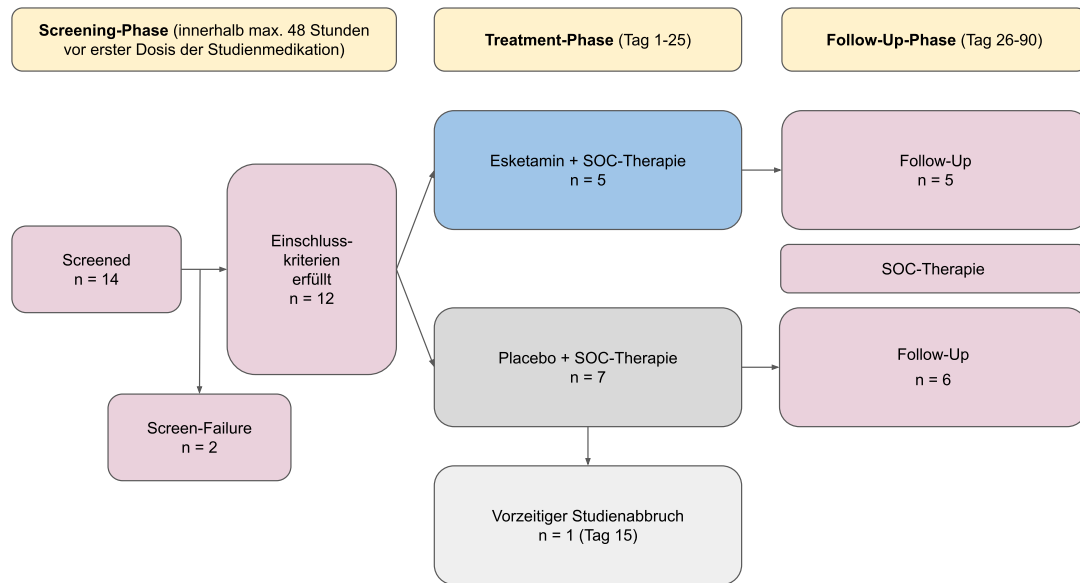 Screening-Phase (innerhalb max. 48 Stunden
vor erster Dosis der Studienmedikation)
Treatment-Phase (Tag 1-25)
Follow-Up-Phase (Tag 26-90)
Screened
n = 14
Screen-Failure
n = 2
Einschluss-
kriterien
erfüllt
n = 12
Esketamin + SOC-Therapie
n = 5
Follow-Up
n = 5
SOC-Therapie
Placebo + SOC-Therapie
n = 7
Follow-Up
n = 6
Vorzeitiger Studienabbruch
n = 1 (Tag 15)